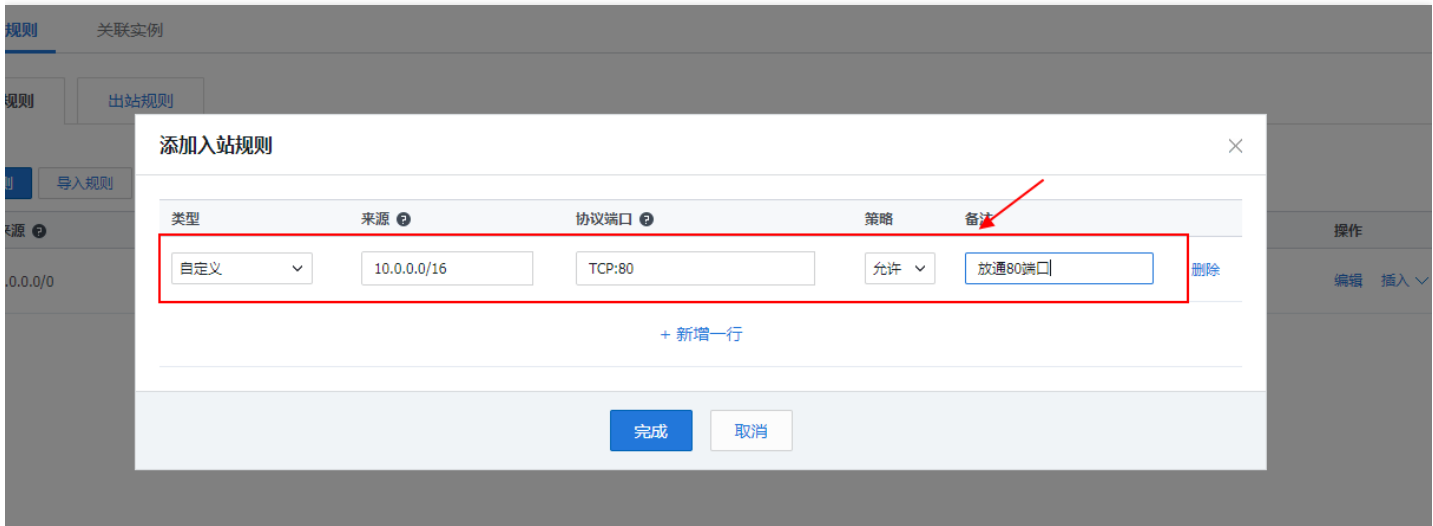 规则 关联实例
规则 出站规则
添加入站规则
则 导入规则
类型 来源 协议端口 策略 备注
来源 操作
自定义 10.0.0.0/16 TCP:80 允许 放通80端口 删除
.0.0.0/0 编辑 插入
+ 新增一行
完成 取消